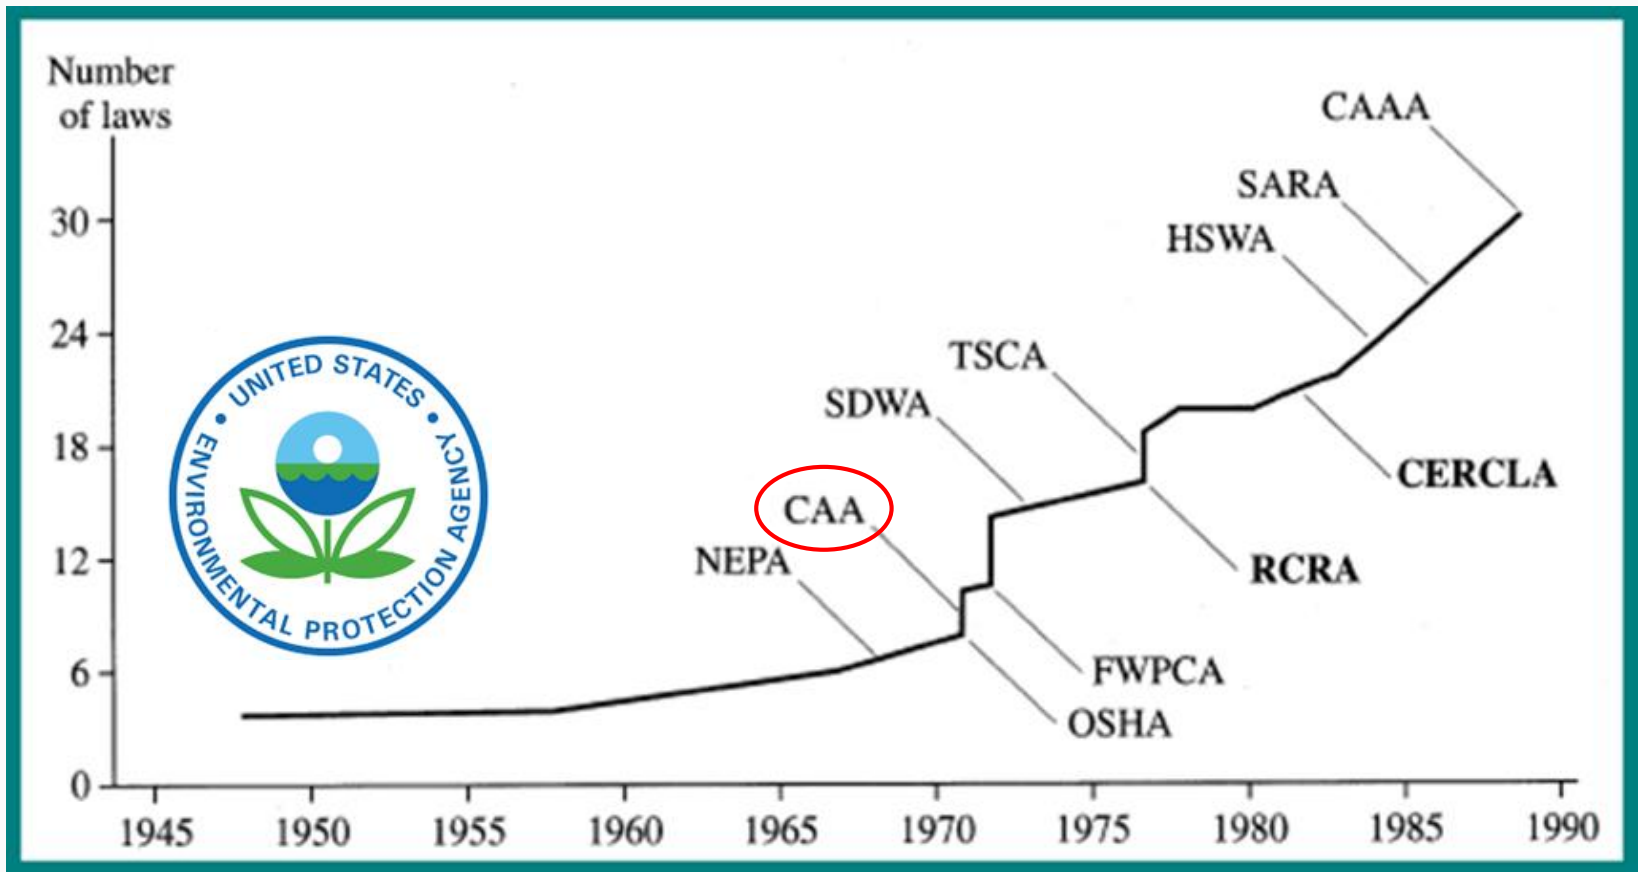 Number
of laws
CAAA
SARA
30
HSWA
24
TSCA
SDWA
18
CERCLA
CAA
12
NEPA
RCRA
6
FWPCA
OSHA
0
1945 1950 1955 1960 1965 1970 1975 1980 1985 1990
UNITED STATES
ENVIRONMENTAL PROTECTION AGENCY